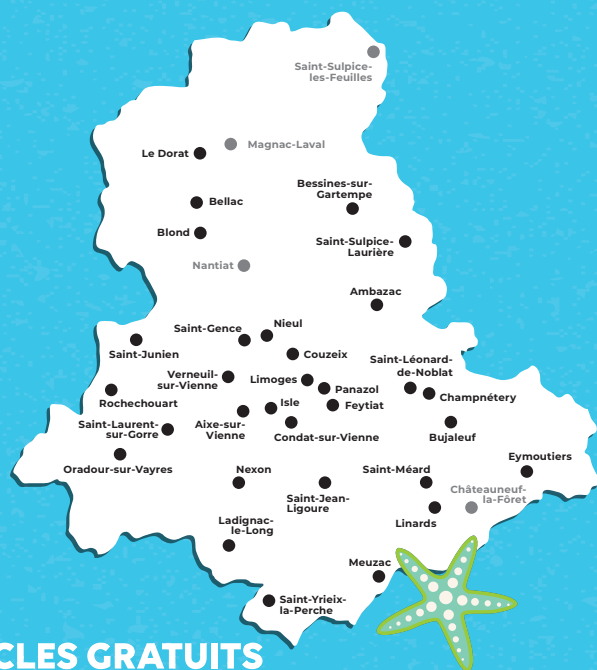 Saint-Sulpice-
les-Feuilles
Magnac-Laval
Le Dorat
Bessines-sur-
Gartempe
Bellac
Blond
Saint-Sulpice-
Laurière
Nantiat
Ambazac
Saint-Gence
Nieul
Saint-Junien
Couzeix
Saint-Léonard-
de-Noblat
Verneuil-
sur-Vienne
Limoges
Panazol
Champnétery
Rochechouart
Isle
Feytiat
Saint-Laurent-
sur-Gorre
Aixe-sur-
Vienne
Condat-sur-Vienne
Bujaleuf
Oradour-sur-Vayres
Nexon
Saint-Méard
Eymoutiers
Saint-Jean-
Ligoure
Châteauneuf-
la-Fôret
Linards
Ladignac-
le-Long
Meuzac
Saint-Yrieix-
la-Perche
CLES GRATUITS